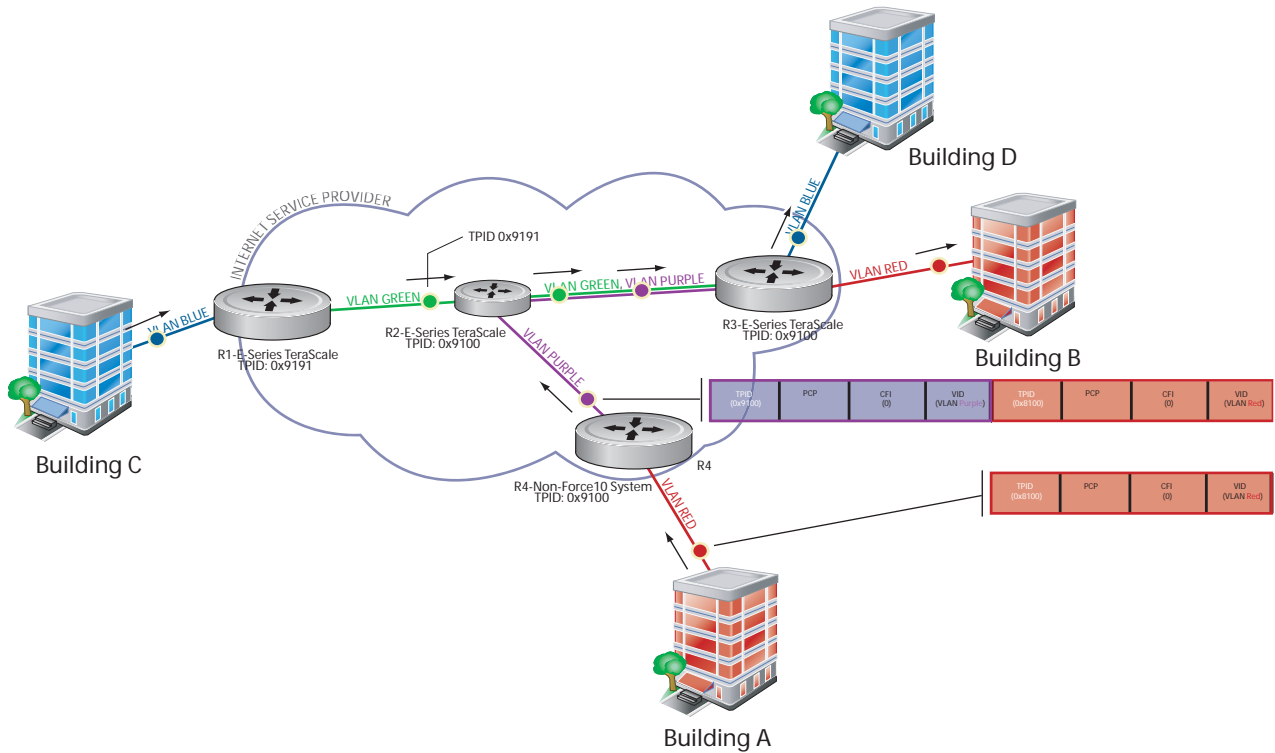 Building D
VLAN BLUE
INTERNET SERVICE PROVIDER
TPID 0x9191
Building B
VLAN RED
VLAN GREEN
VLAN GREEN, VLAN PURPLE
VLAN BLUE
R1-E-Series TeraScale
TPID: 0x9191
R2-E-Series TeraScale
TPID: 0x9100
R3-E-Series TeraScale
TPID: 0x9100
VLAN PURPLE
TPID
(0x9100)
PCP
CFI
(0)
VID
(VLAN Purple)
TPID
(0x8100)
PCP
CFI
(0)
VID
(VLAN Red)
Building C
R4
R4-Non-Force10 System
TPID: 0x9100
VLAN RED
TPID
(0x8100)
PCP
CFI
(0)
VID
(VLAN Red)
Building A